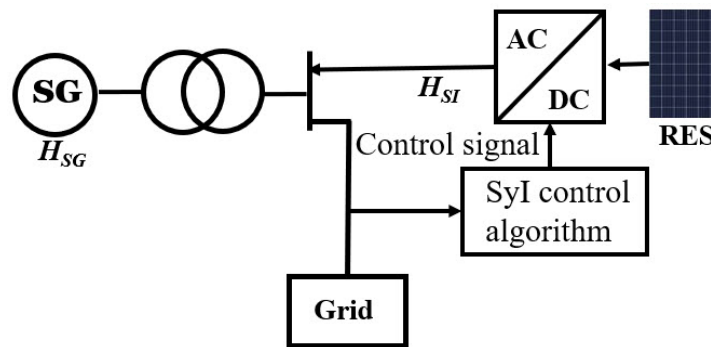 AC
SG
H_SI
DC
H_SG
Control signal
RES
SyI control
algorithm
Grid